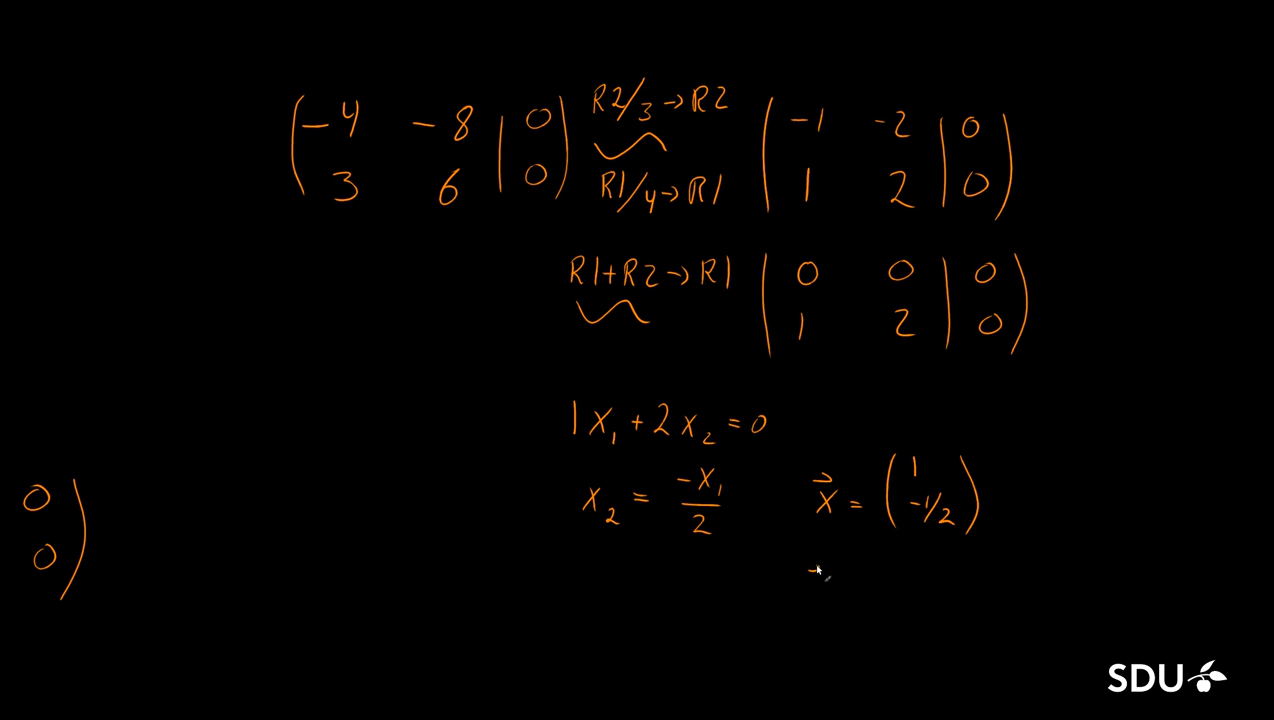 ( -4 -8 | 0 ) R2/3 → R2 ( -1 -2 | 0 )
( 3 6 | 0 ) R1/4 → R1 ( 1 2 | 0 )
R1+R2 → R1 ( 0 0 | 0 )
( 1 2 | 0 )
1x₁ + 2x₂ = 0
x₂ = -x₁/2 x⃗ = ( 1
-1/2 )
0
0 )
SDU